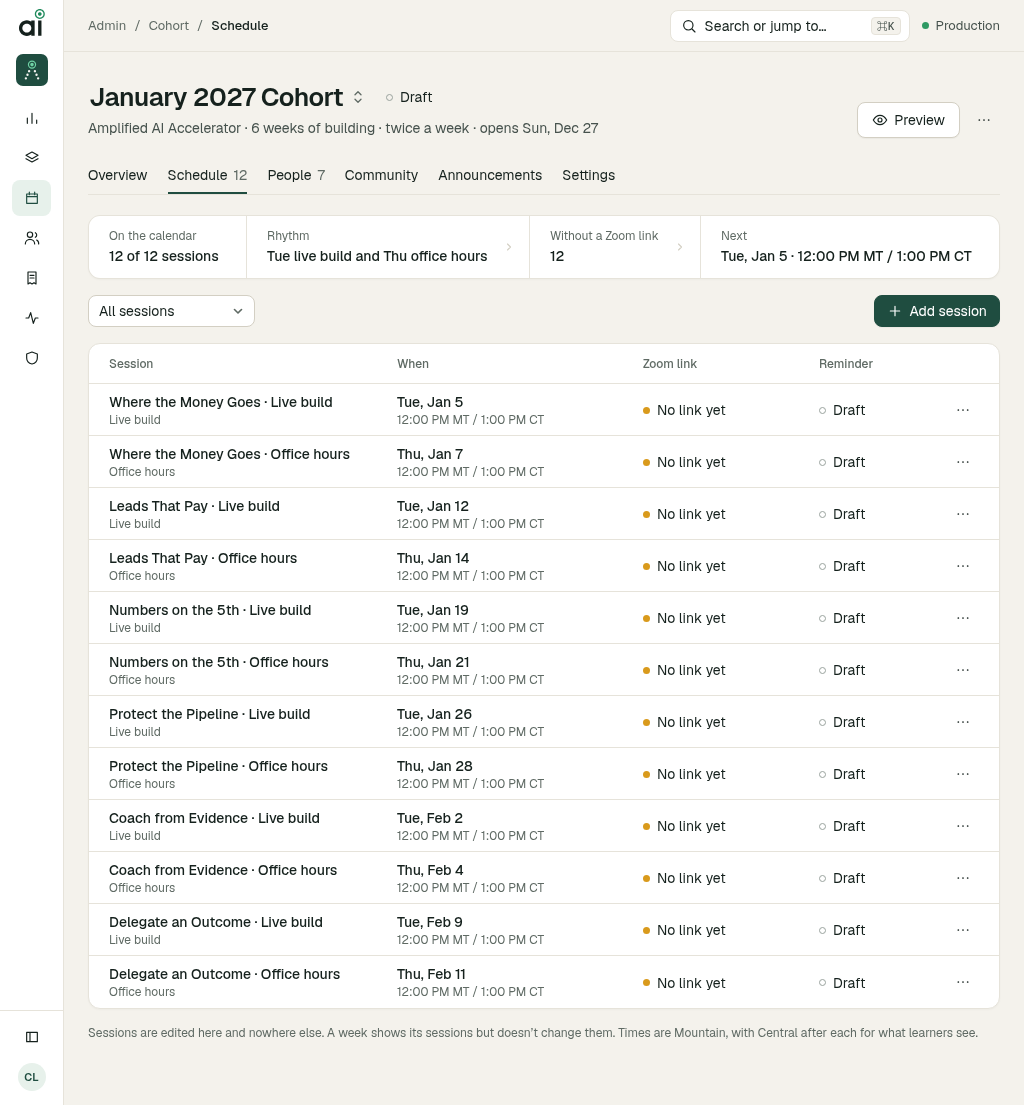 ai
Admin / Cohort / Schedule
Search or jump to… ⌘K
Production
January 2027 Cohort
Draft
Amplified AI Accelerator · 6 weeks of building · twice a week · opens Sun, Dec 27
Preview
Overview
Schedule 12
People 7
Community
Announcements
Settings
On the calendar
12 of 12 sessions
Rhythm
Tue live build and Thu office hours
Without a Zoom link
12
Next
Tue, Jan 5 · 12:00 PM MT / 1:00 PM CT
All sessions
Add session
Session When Zoom link Reminder
Where the Money Goes · Live build
Live build
Tue, Jan 5
12:00 PM MT / 1:00 PM CT
No link yet
Draft
Where the Money Goes · Office hours
Office hours
Thu, Jan 7
12:00 PM MT / 1:00 PM CT
No link yet
Draft
Leads That Pay · Live build
Live build
Tue, Jan 12
12:00 PM MT / 1:00 PM CT
No link yet
Draft
Leads That Pay · Office hours
Office hours
Thu, Jan 14
12:00 PM MT / 1:00 PM CT
No link yet
Draft
Numbers on the 5th · Live build
Live build
Tue, Jan 19
12:00 PM MT / 1:00 PM CT
No link yet
Draft
Numbers on the 5th · Office hours
Office hours
Thu, Jan 21
12:00 PM MT / 1:00 PM CT
No link yet
Draft
Protect the Pipeline · Live build
Live build
Tue, Jan 26
12:00 PM MT / 1:00 PM CT
No link yet
Draft
Protect the Pipeline · Office hours
Office hours
Thu, Jan 28
12:00 PM MT / 1:00 PM CT
No link yet
Draft
Coach from Evidence · Live build
Live build
Tue, Feb 2
12:00 PM MT / 1:00 PM CT
No link yet
Draft
Coach from Evidence · Office hours
Office hours
Thu, Feb 4
12:00 PM MT / 1:00 PM CT
No link yet
Draft
Delegate an Outcome · Live build
Live build
Tue, Feb 9
12:00 PM MT / 1:00 PM CT
No link yet
Draft
Delegate an Outcome · Office hours
Office hours
Thu, Feb 11
12:00 PM MT / 1:00 PM CT
No link yet
Draft
Sessions are edited here and nowhere else. A week shows its sessions but doesn’t change them. Times are Mountain, with Central after each for what learners see.
CL